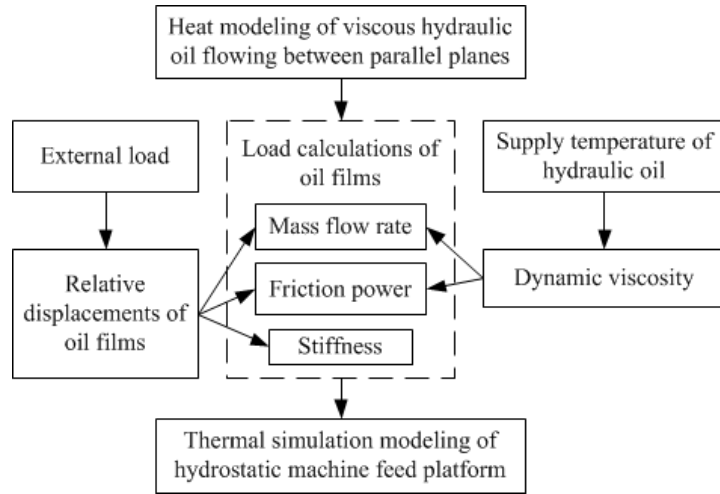 Heat modeling of viscous hydraulic
oil flowing between parallel planes
External load
Load calculations of
oil films
Supply temperature of
hydraulic oil
Mass flow rate
Friction power
Stiffness
Relative
displacements of
oil films
Dynamic viscosity
Thermal simulation modeling of
hydrostatic machine feed platform